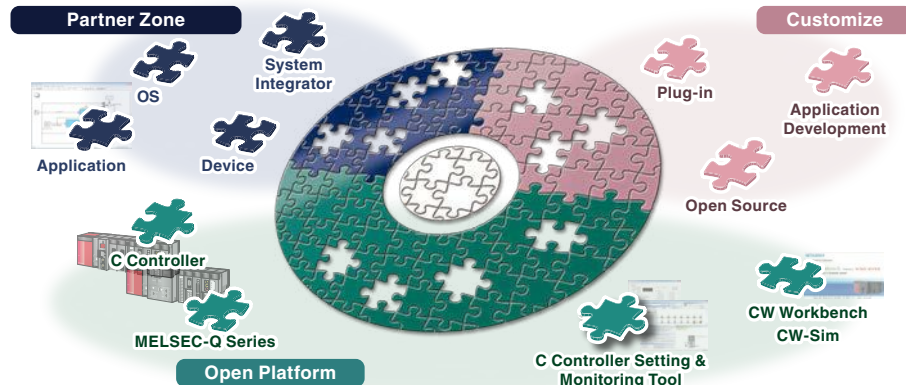 Partner Zone
Customize
OS
System
Integrator
Application
Device
Plug-in
Application
Development
Open Source
C Controller
MELSEC-Q Series
Open Platform
C Controller Setting &
Monitoring Tool
CW Workbench
CW-Sim